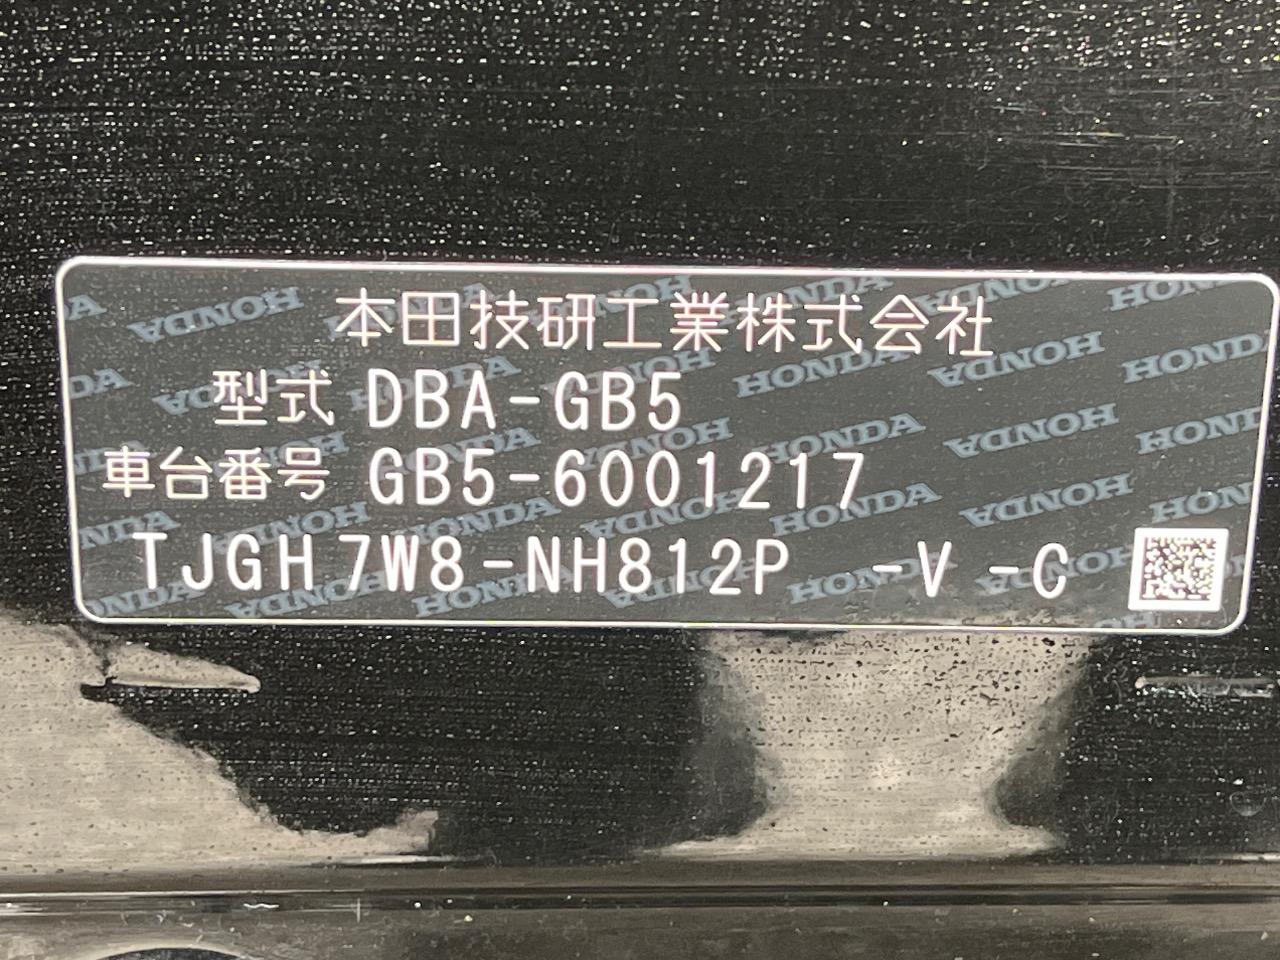 本田技研工業株式会社
型式 DBA-GB5
車台番号 GB5-6001217
TJGH7W8-NH812P -V -C